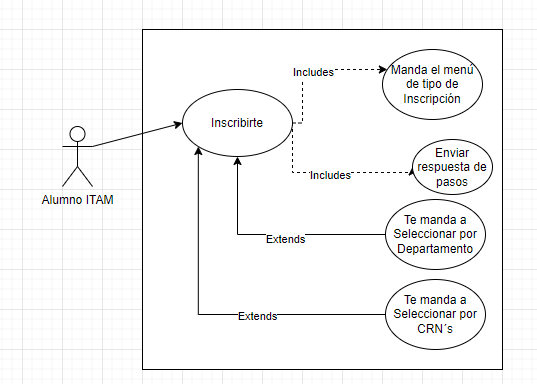 Includes
Manda el menú
de tipo de
Inscripción
Inscribirte
Alumno ITAM
Includes
Enviar
respuesta de
pasos
Extends
Te manda a
Seleccionar por
Departamento
Extends
Te manda a
Seleccionar por
CRN´s